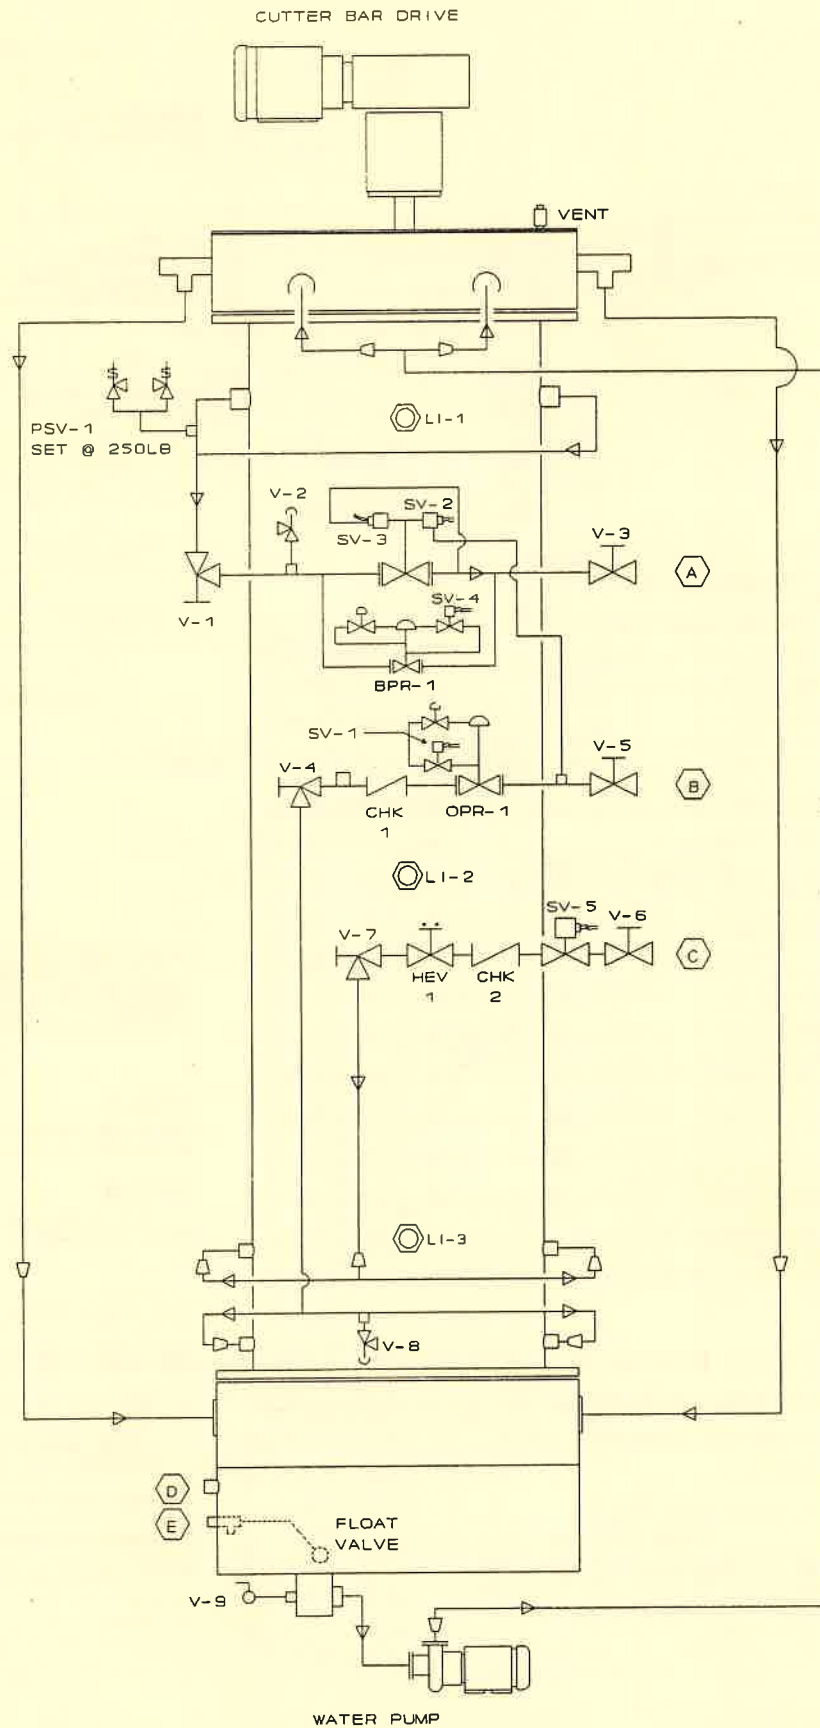 CUTTER BAR DRIVE
VENT
S S
PSV-1
SET @ 250LB
LI-1
V-2
SV-2
SV-3
V-3
A
V-1
SV-4
BPR-1
SV-1
V-4
V-5
CHK
1
OPR-1
B
LI-2
V-7
SV-5
V-6
HEV
1
CHK
2
C
LI-3
V-8
D
E
FLOAT
VALVE
V-9
WATER PUMP